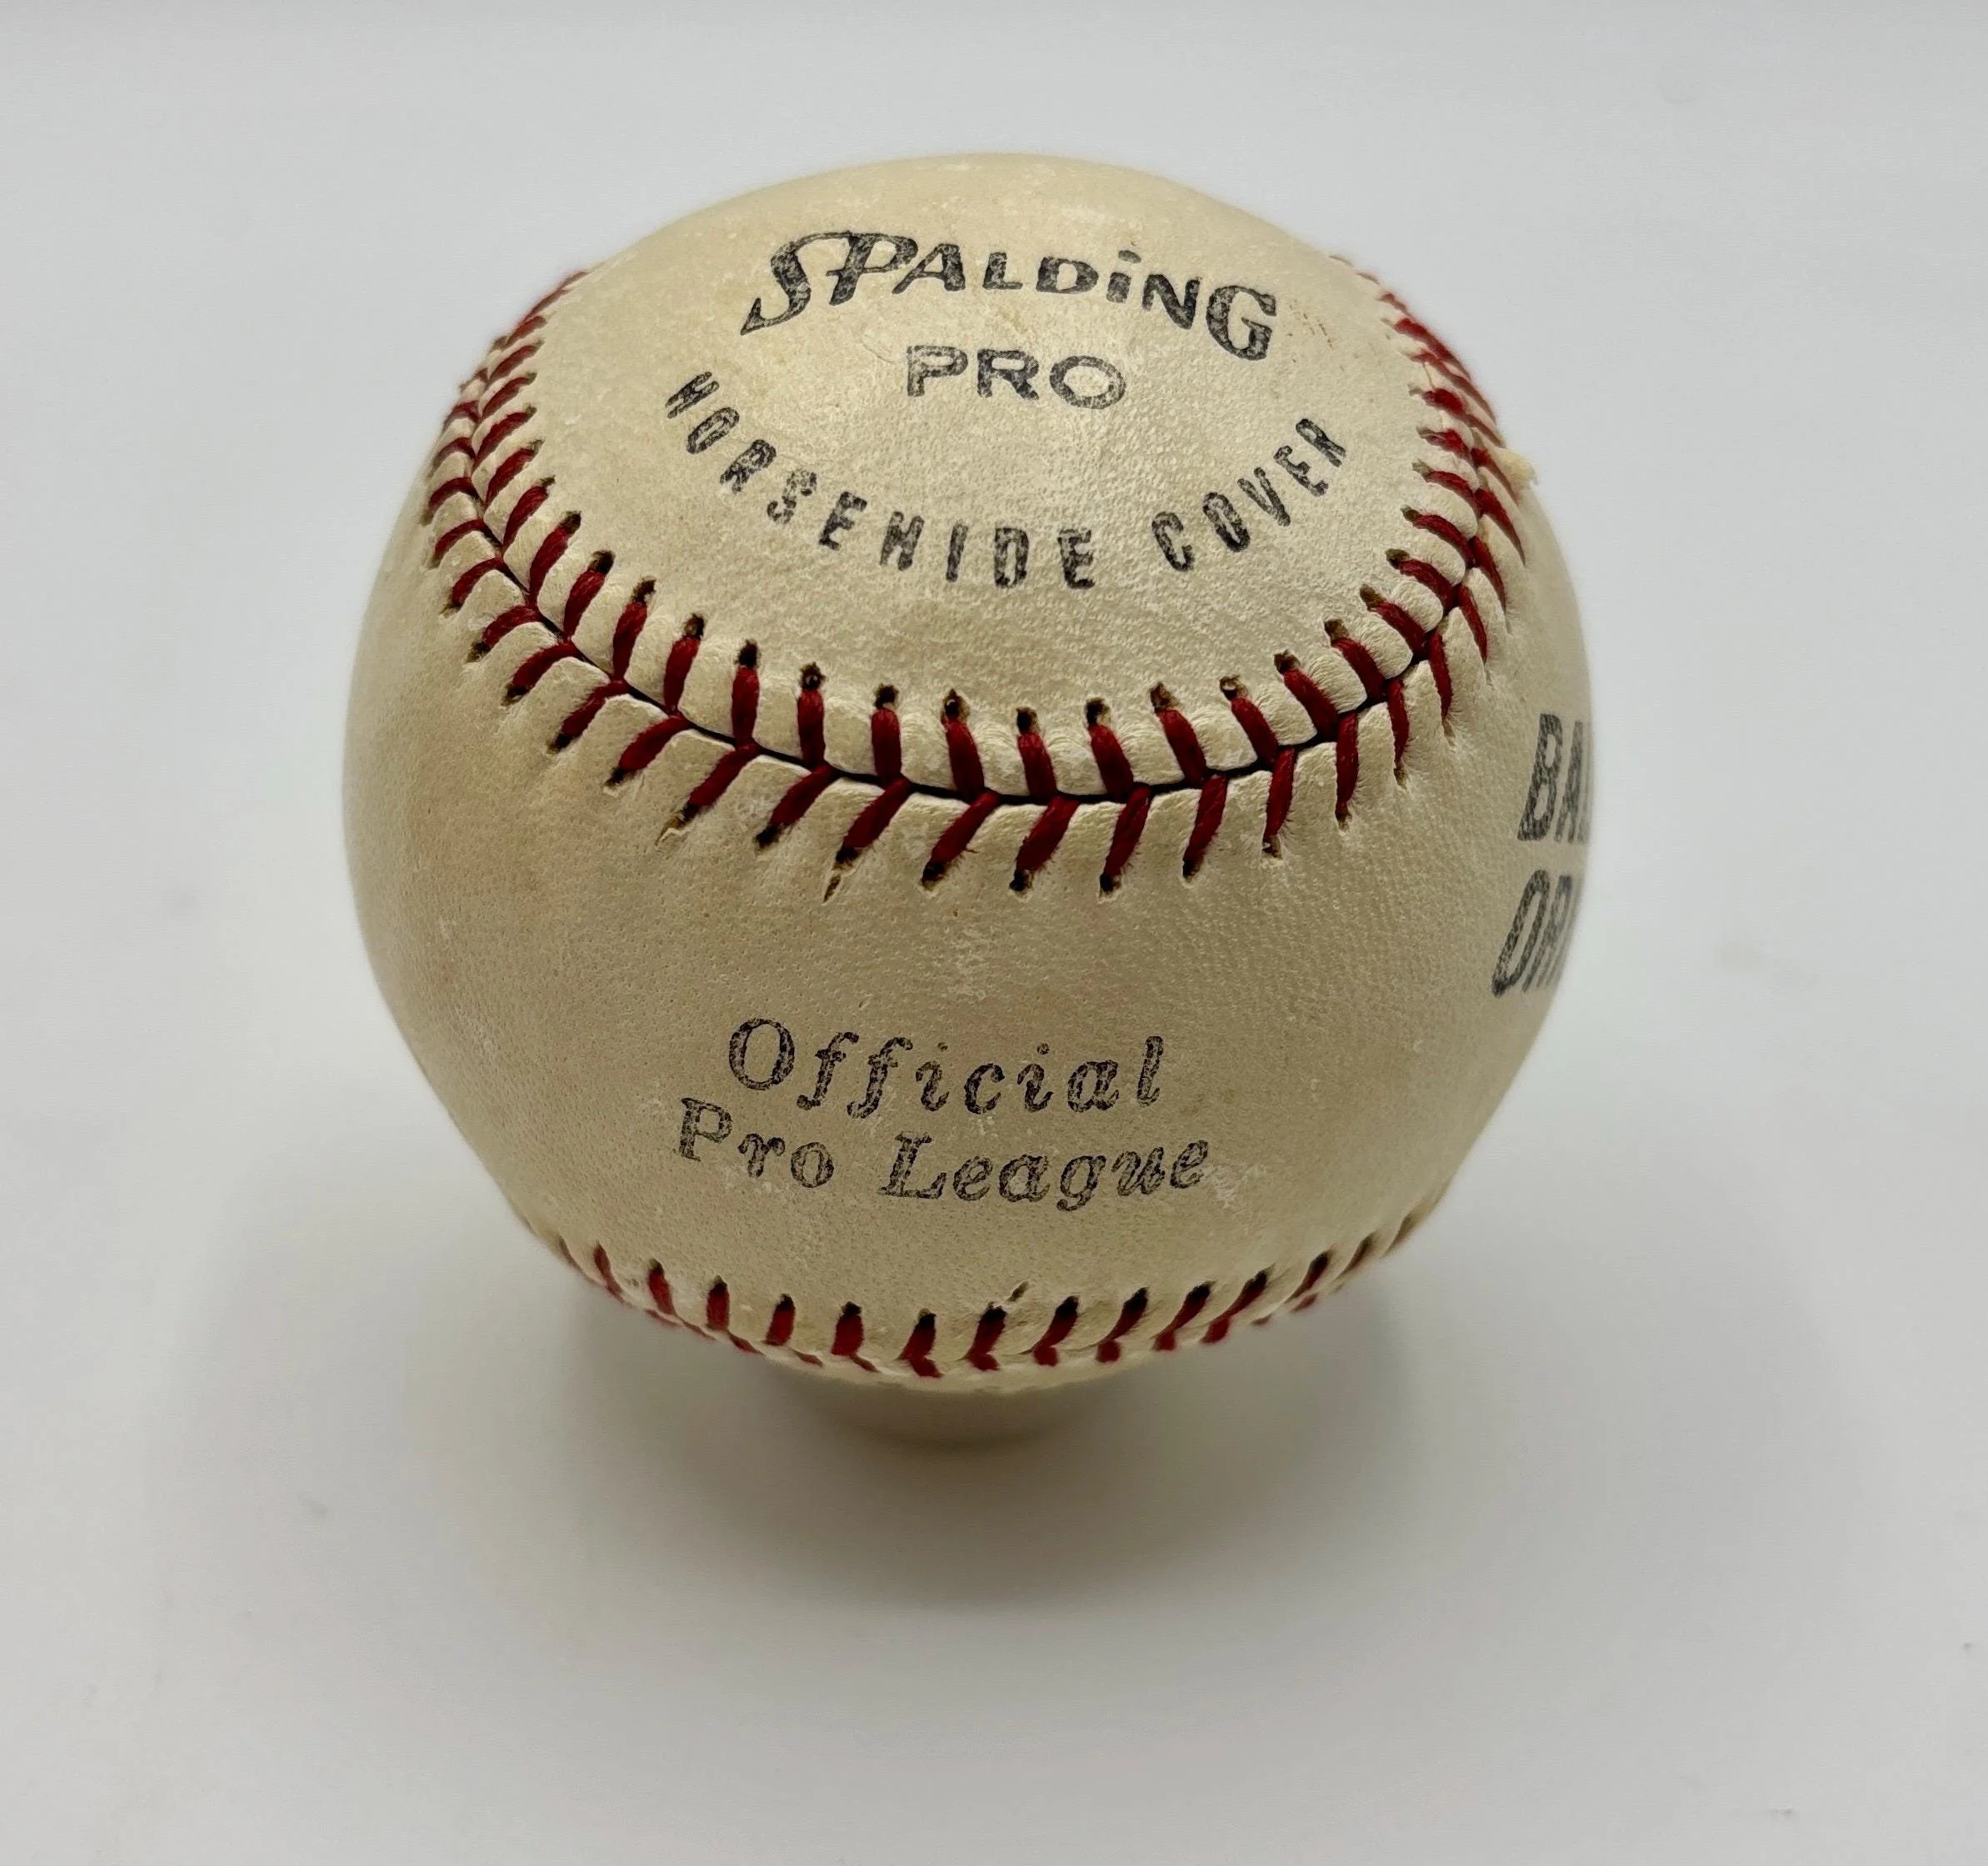 SPALDiNG
PRO
HORSEHIDE COVER
Official
Pro League